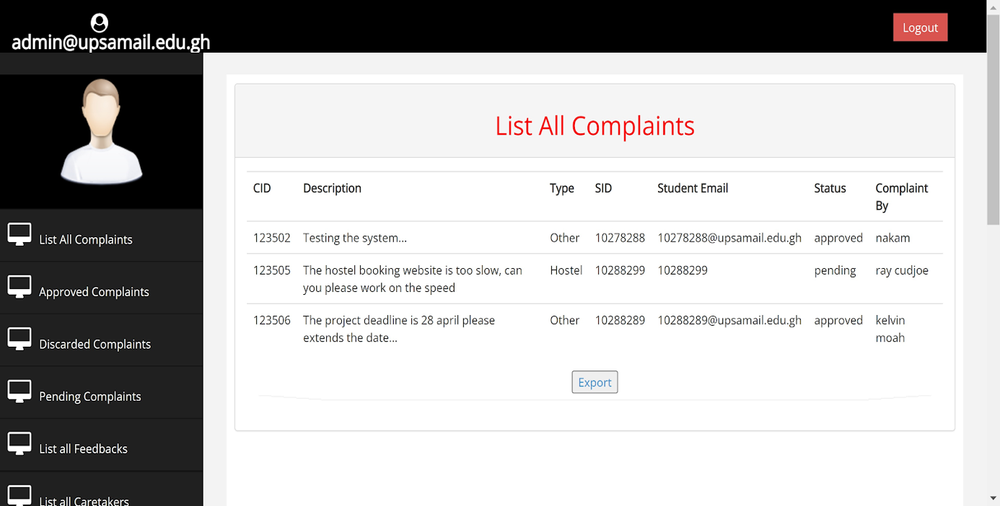 admin@upsamail.edu.gh
Logout
List All Complaints
Approved Complaints
Discarded Complaints
Pending Complaints
List all Feedbacks
List all Caretakers
List All Complaints
CID Description Type SID Student Email Status Complaint
By
123502 Testing the system... Other 10278288 10278288@upsamail.edu.gh approved nakam
123505 The hostel booking website is too slow, can Hostel 10288299 10288299 pending ray cudjoe
you please work on the speed
123506 The project deadline is 28 april please Other 10288289 10288289@upsamail.edu.gh approved kelvin
extends the date... moah
Export